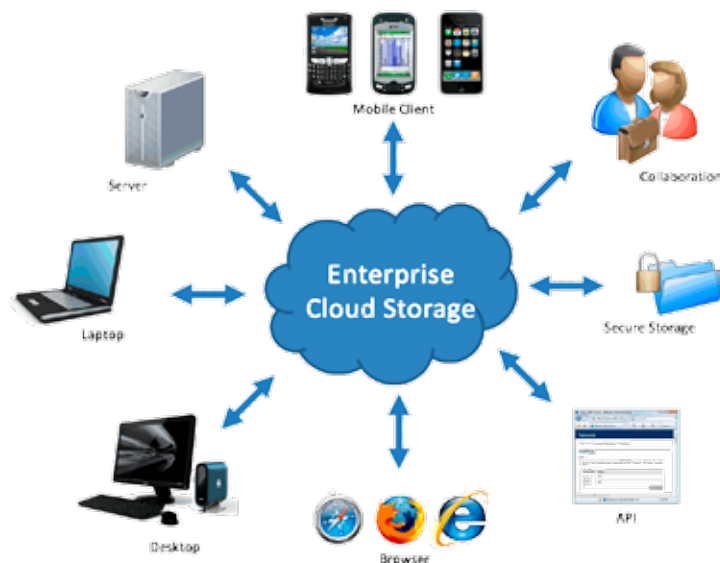 Mobile Client
Server
Collaboration
Enterprise
Cloud Storage
Laptop
Secure Storage
Desktop
Browser
API